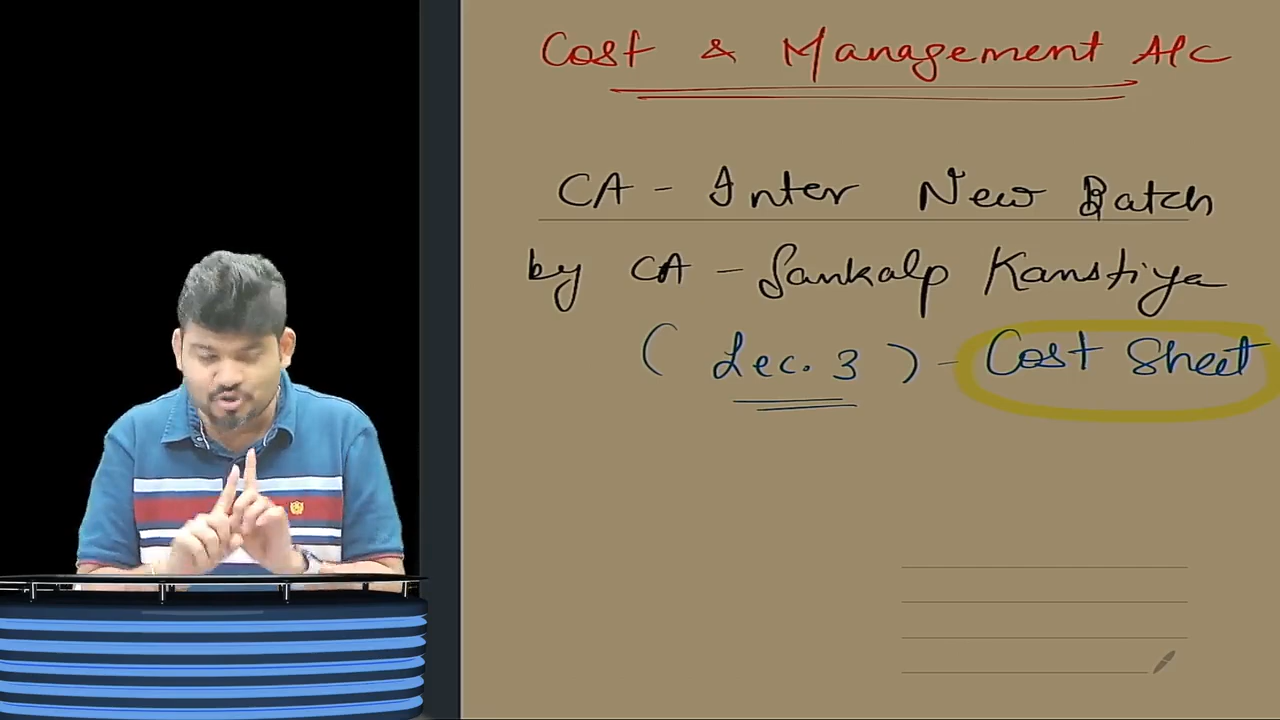 Cost & Management A/C
CA - Inter New Batch
by CA - Sankalp Kanstiya
( Lec. 3 ) - Cost Sheet